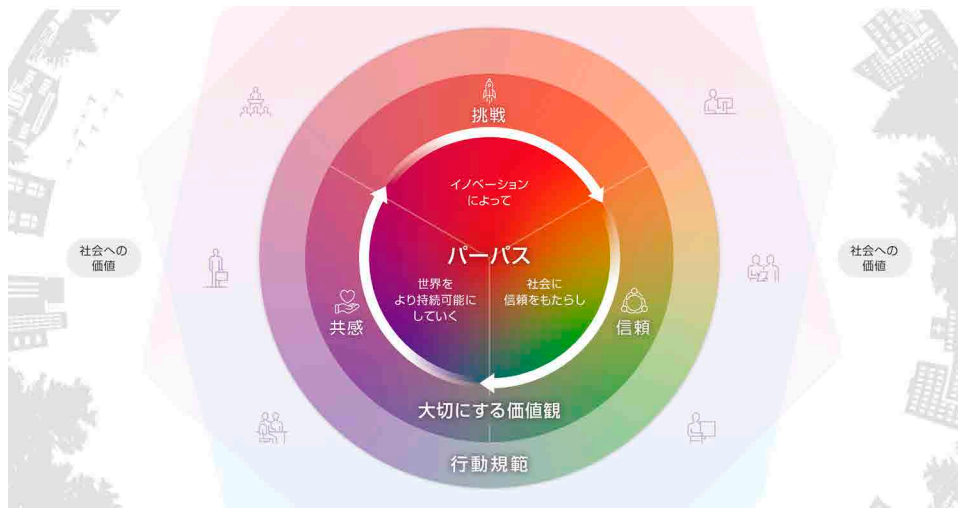 挑戦
イノベーション
によって
パーパス
社会への
価値
社会への
価値
世界を
より持続可能に
していく
社会に
信頼をもたらし
共感
信頼
大切にする価値観
行動規範